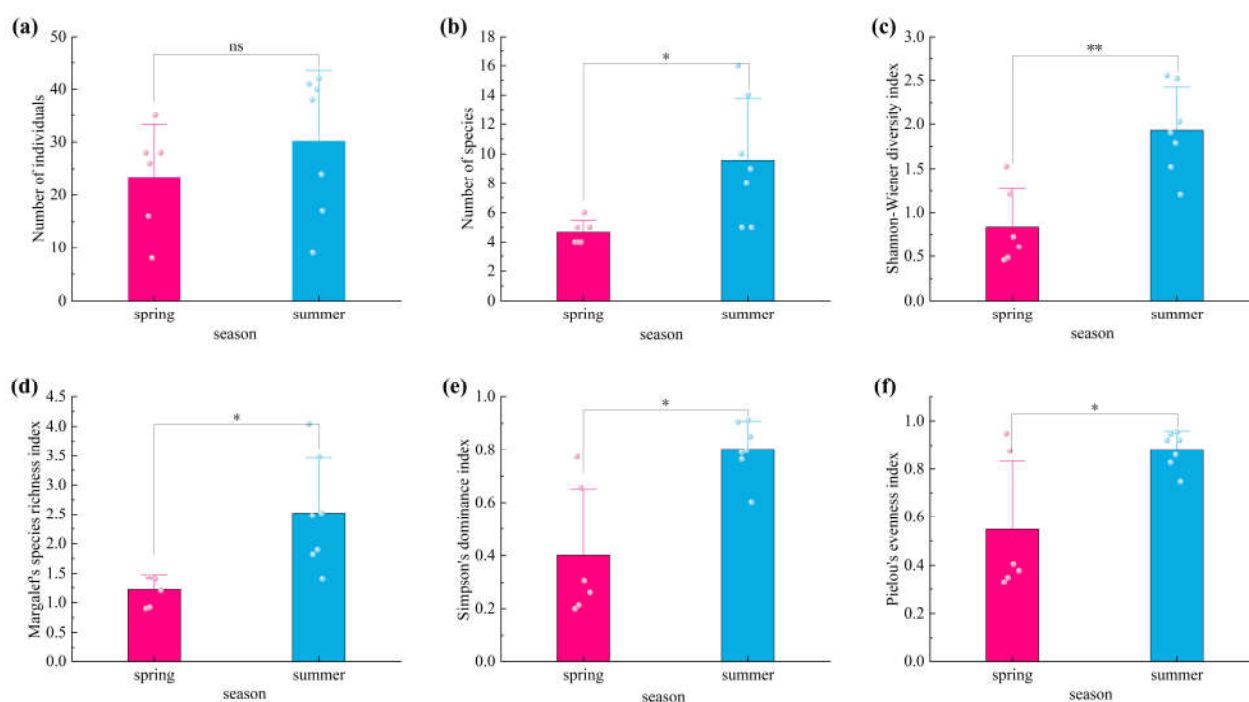 (a)
Number of individuals
50
40
30
20
10
0
ns
spring
summer
season
(b)
Number of species
18
16
14
12
10
8
6
4
2
0
*
spring
summer
season
(c)
Shannon-Wiener diversity index
3.0
2.5
2.0
1.5
1.0
0.5
0.0
**
spring
summer
season
(d)
Margalef's species richness index
4.5
4.0
3.5
3.0
2.5
2.0
1.5
1.0
0.5
0.0
*
spring
summer
season
(e)
Simpson's dominance index
1.0
0.8
0.6
0.4
0.2
0.0
*
spring
summer
season
(f)
Pielou's evenness index
1.0
0.8
0.6
0.4
0.2
0.0
*
spring
summer
season